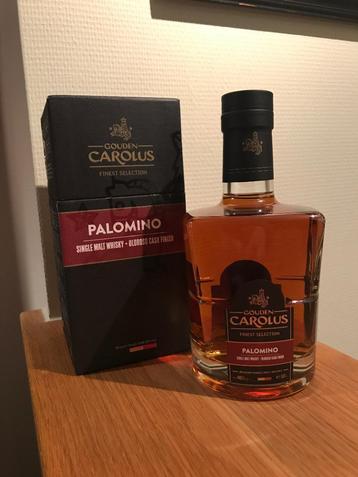 GOUDEN
CAROLUS
FINEST SELECTION
PALOMINO
SINGLE MALT WHISKY • OLOROSO CASK FINISH
GOUDEN
CAROLUS
FINEST SELECTION
PALOMINO
SINGLE MALT WHISKY • OLOROSO CASK FINISH